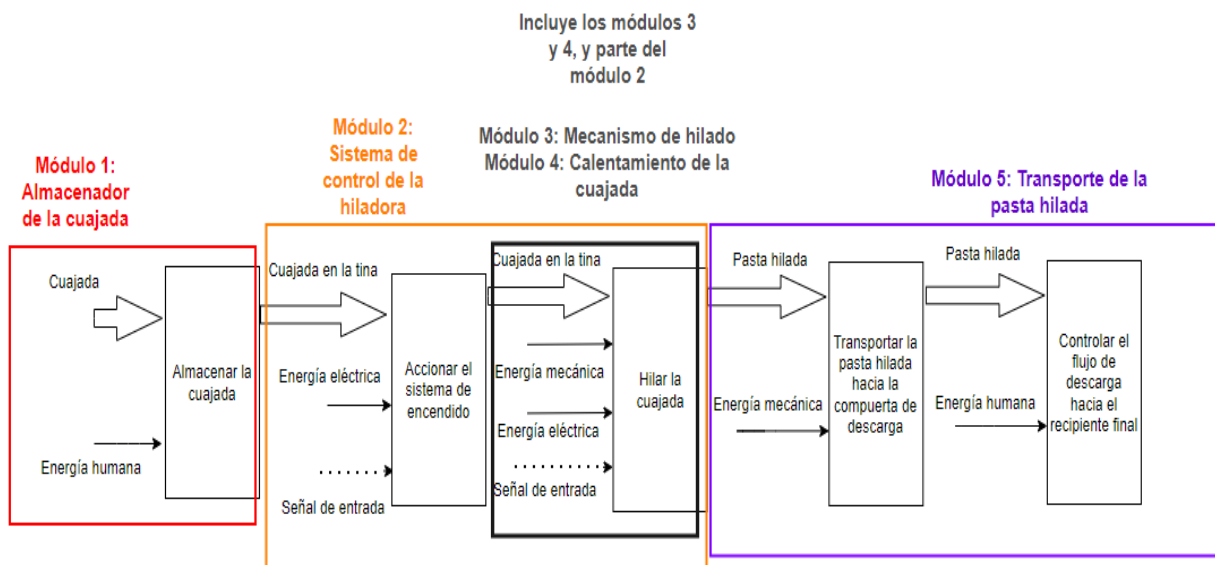 Incluye los módulos 3
y 4, y parte del
módulo 2
Módulo 1:
Almacenador
de la cuajada
Módulo 2:
Sistema de
control de la
hiladora
Módulo 3: Mecanismo de hilado
Módulo 4: Calentamiento de la
cuajada
Módulo 5: Transporte de la
pasta hilada
Cuajada
Energía humana
Almacenar la
cuajada
Cuajada en la tina
Energía eléctrica
Señal de entrada
Accionar el
sistema de
encendido
Cuajada en la tina
Energía mecánica
Energía eléctrica
Señal de entrada
Hilar la
cuajada
Pasta hilada
Energía mecánica
Transportar la
pasta hilada
hacia la
compuerta de
descarga
Pasta hilada
Energía humana
Controlar el
flujo de
descarga
hacia el
recipiente final